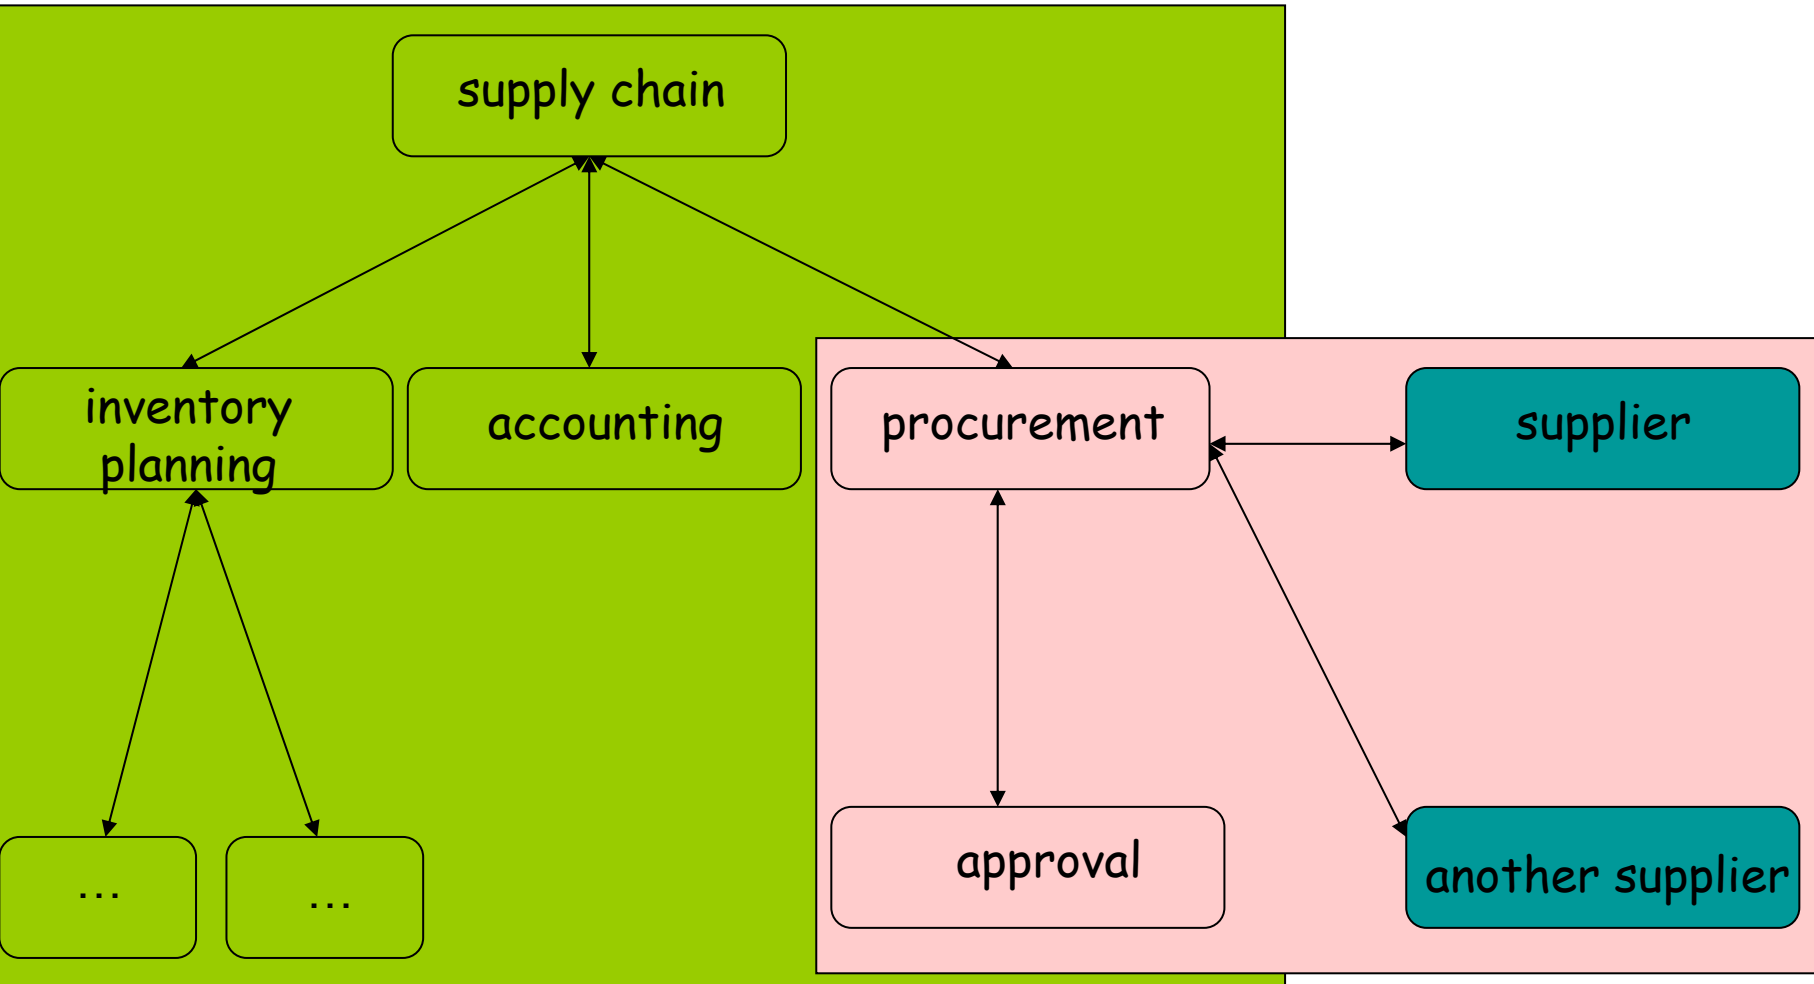 supply chain
inventory
planning
accounting
procurement
supplier
...
...
approval
another supplier